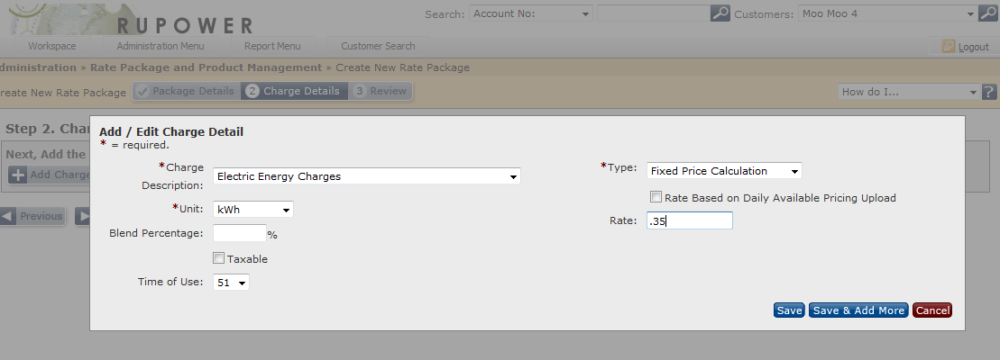 Search: Account No: Customers: Moo Moo 4
RUPOWER
Workspace Administration Menu Report Menu Customer Search Logout
dministration » Rate Package and Product Management » Create New Rate Package
reate New Rate Package Package Details 2 Charge Details 3 Review How do I... ?
Step 2. Char
Add / Edit Charge Detail
* = required.
Next, Add the
Add Charge
Previous
*Charge Description: Electric Energy Charges
*Type: Fixed Price Calculation
Rate Based on Daily Available Pricing Upload
*Unit: kWh
Rate: .35
Blend Percentage: %
Taxable
Time of Use: 51
Save Save & Add More Cancel